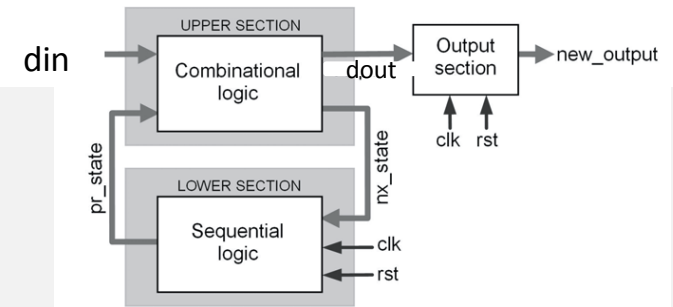 UPPER SECTION
din
Combinational
logic
dout
Output
section
new_output
clk rst
pr_state
nx_state
LOWER SECTION
Sequential
logic
clk
rst